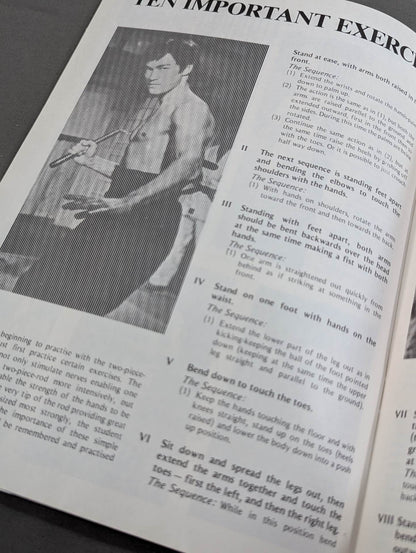 TEN IMPORTANT EXERC
Stand at ease, with arms both raised in
front.
The Sequence:
(1) Extend the wrists and rotate the hands
down to palm up.
(2) The action is the same as in (1), but
arms are raised parallel to the
extended outward, first in front, then
the sides. During this time the palms
rotated.
(3) Continue the same action as in (2), but at
the same time raise the heels by
with the toes. Or it is possible to
half way down.
II The next sequence is standing feet apart
and bending the elbows to touch the
shoulders with the hands.
The Sequence:
(1) With hands on shoulders, rotate the arms
toward the front and then towards the back.
III Standing with feet apart, both arms
should be bent backwards over the head
at the same time making a fist with both
hands.
The Sequence:
(1) One arm is straightened out quickly from
behind as if striking at something in the
front.
IV Stand on one foot with hands on the
waist.
The Sequence:
(1) Extend the lower part of the leg out as in
kicking-keeping the ball of the foot pointed
down (keeping at the same time the
leg straight and parallel to the ground).
V Bend down to touch the toes.
The Sequence:
(1) Keep the hands touching the floor and with
knees straight, stand up on the toes (heels
raised) and lower the body down into a push
up position.
VI Sit down and spread the legs out, then
extend the arms together and touch the
toes — first the left, and then the right leg.
The Sequence: While in this position bend
beginning to practise with the two-piece-
first practice certain exercises. The
not only stimulate nerves enabling one
two-piece-rod more intensively, but
able the strength of the hands to be
very tip of the rod providing great
sized most strongly, the student
the importance of these simple
be remembered and practised
VII S
VIII Stan